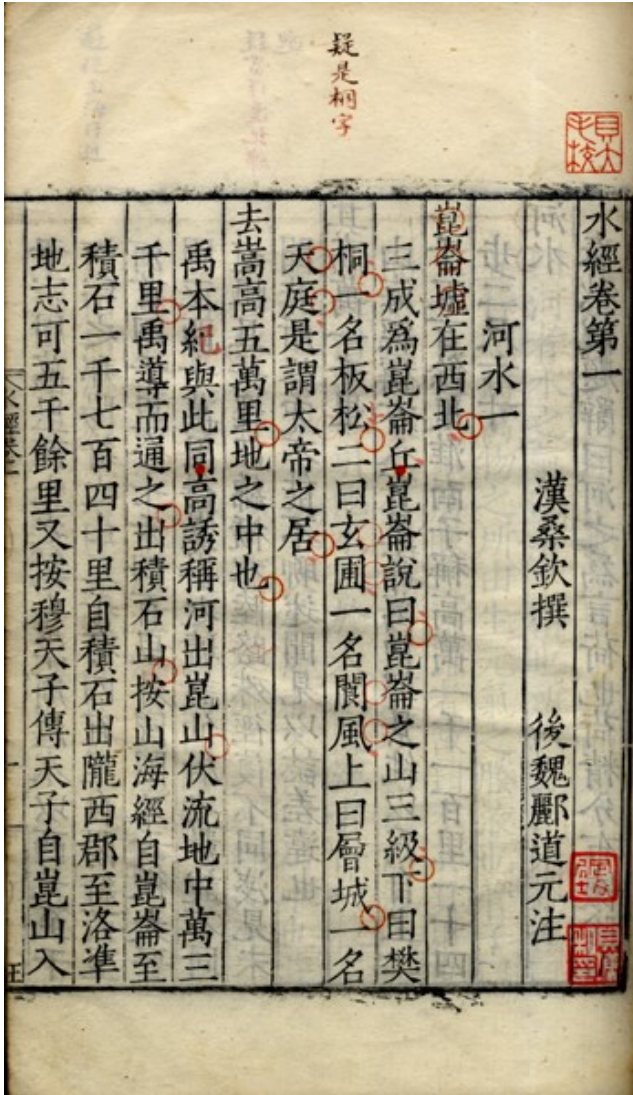 疑是桐字
水經卷第一
漢桑欽撰 後魏酈道元注
河水一
崑崙墟在西北
三成爲崑崙丘崑崙說曰崑崙之山三級下曰樊
桐 名板松二曰玄圃一名閬風上曰層城一名
天庭是謂太帝之居
去嵩高五萬里地之中也
禹本紀與此同高誘稱河出崑山伏流地中萬三
千里禹導而通之出積石山按山海經自崑崙至
積石一千七百四十里自積石出隴西郡至洛準
地志可五千餘里又按穆天子傳天子自崑山入